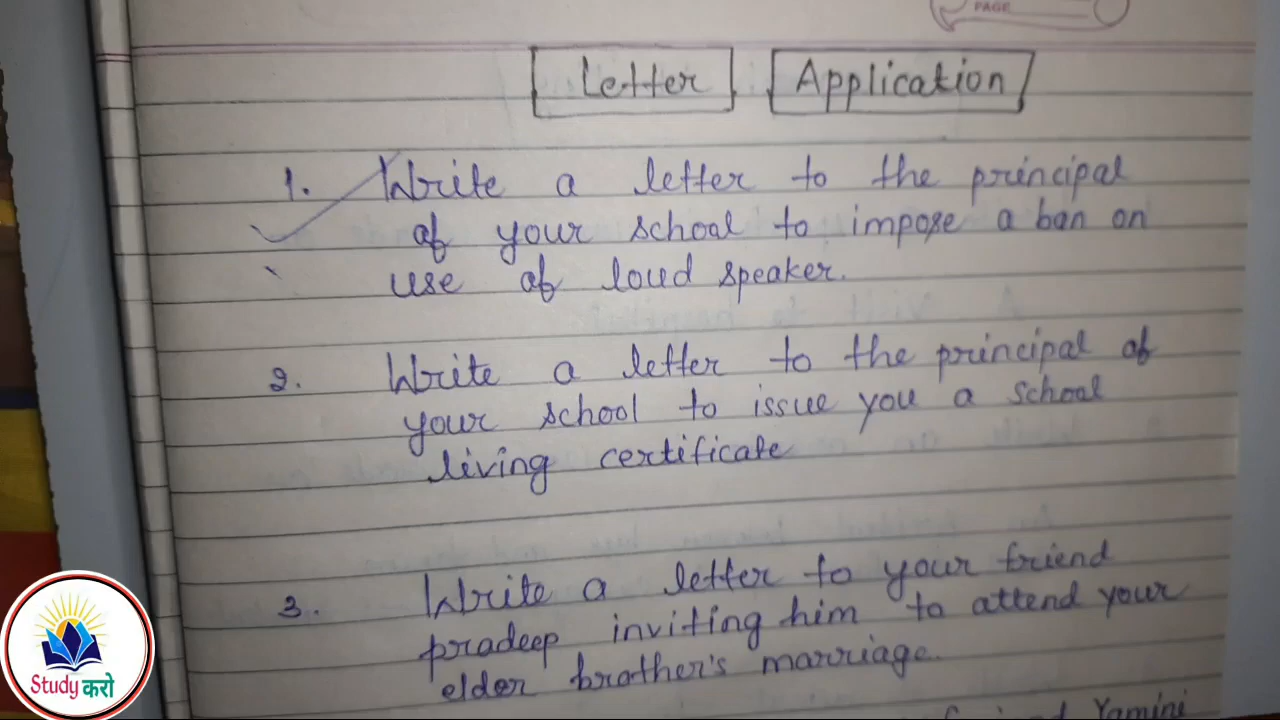 PAGE
Letter Application
1. Write a letter to the principal
of your school to impose a ban on
use of loud speaker.
2. Write a letter to the principal of
your school to issue you a school
living certificate
3. Write a letter to your friend
pradeep inviting him to attend your
elder brother's marriage.
Yamini
Study करो